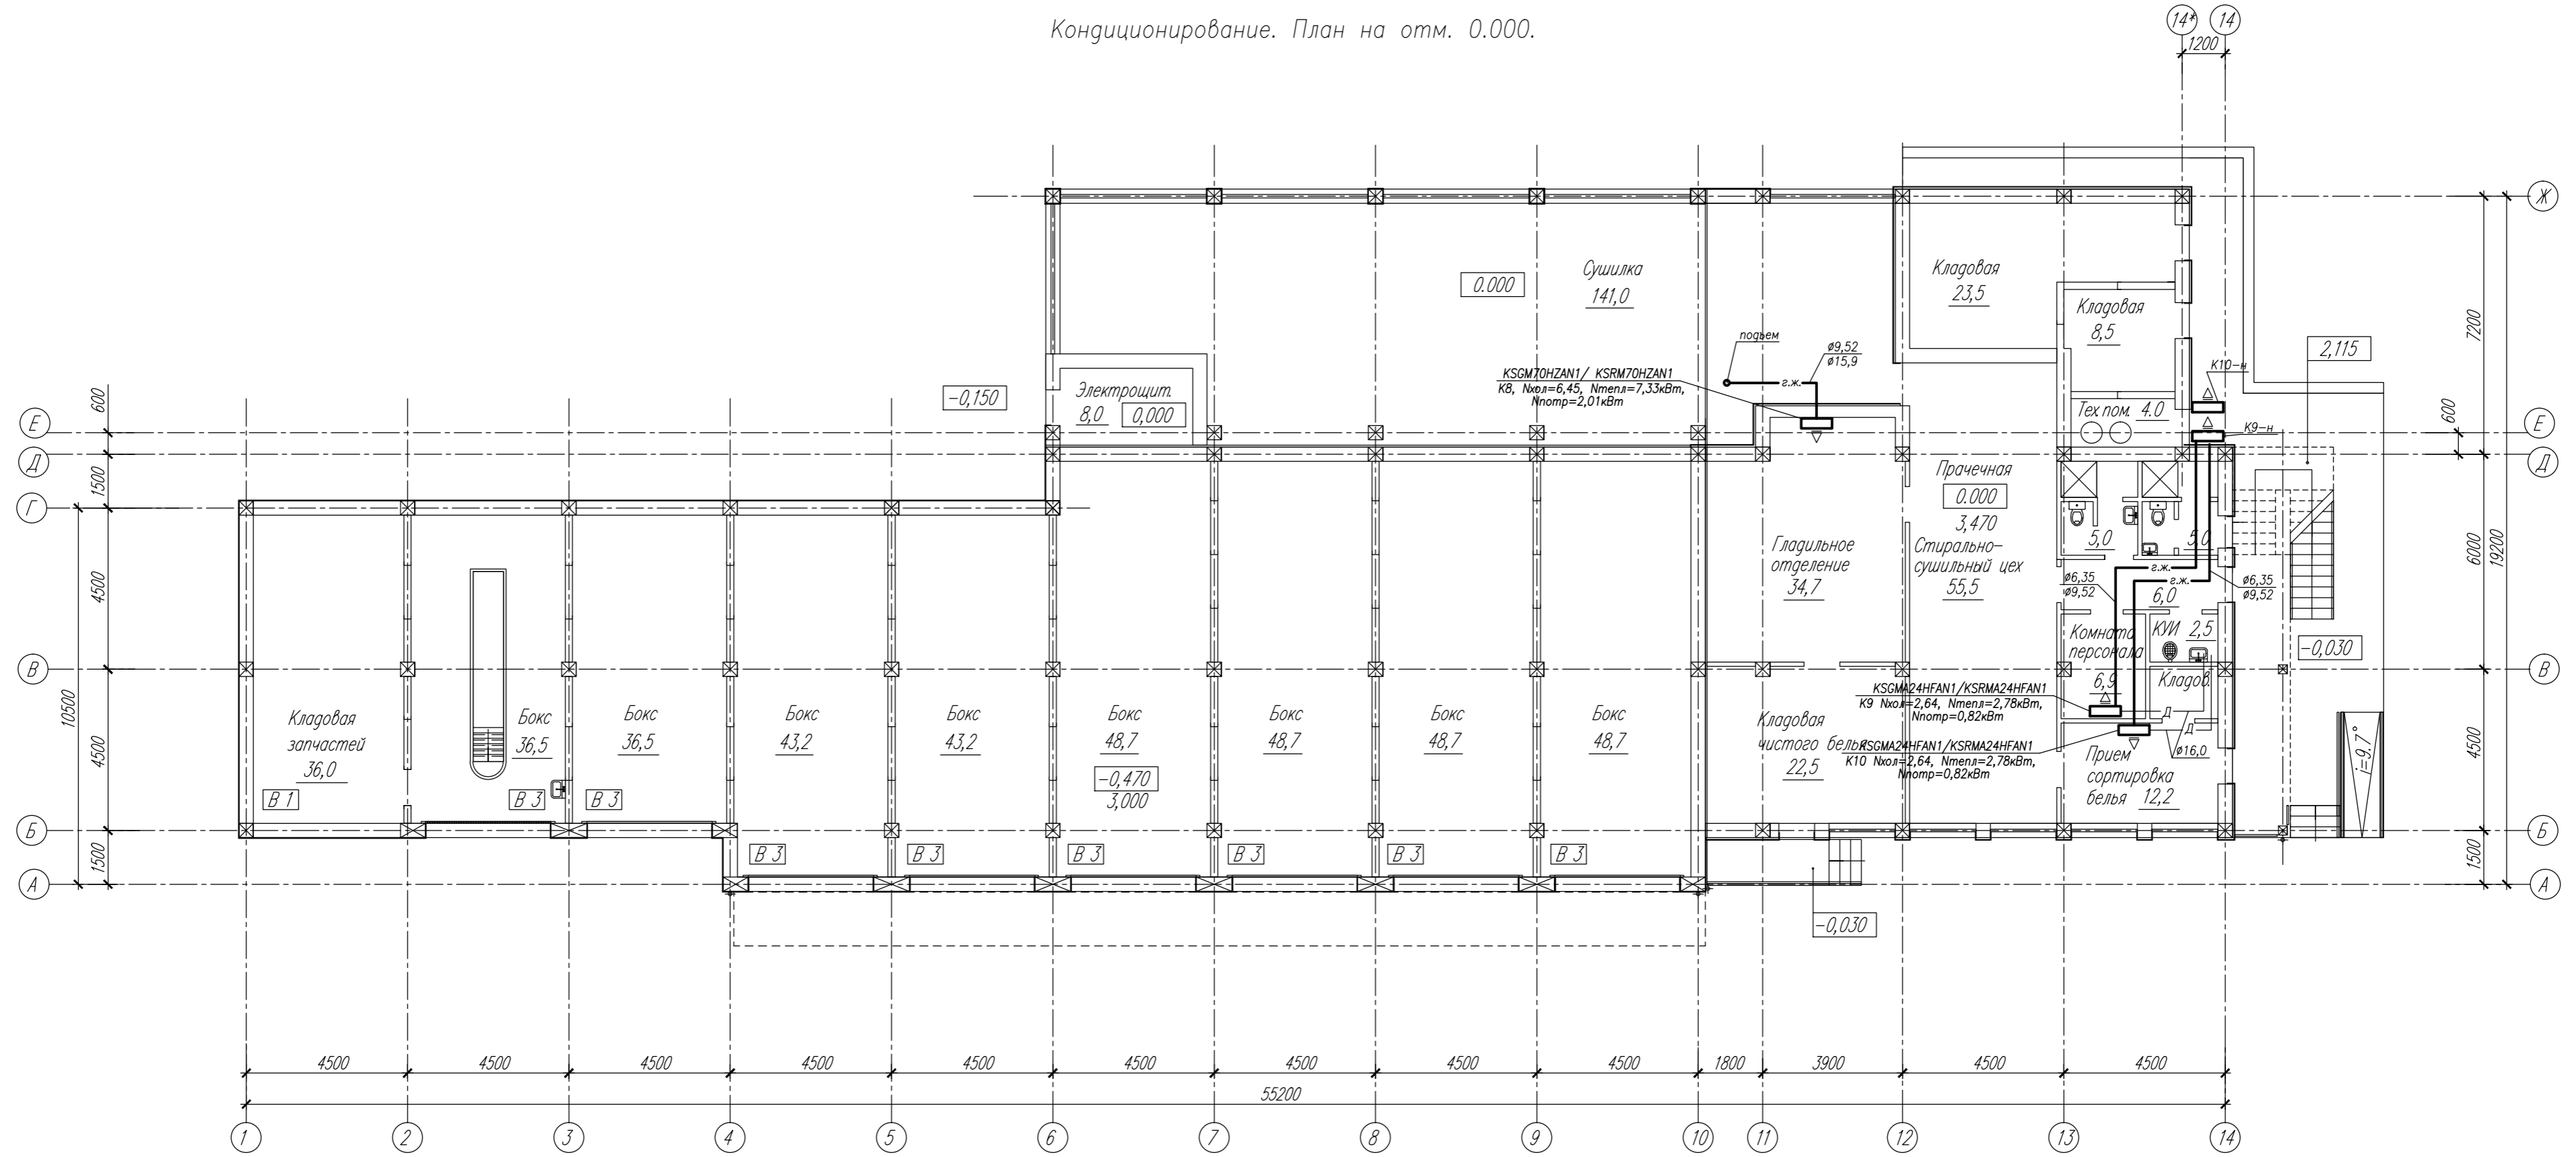 Кондиционирование. План на отм. 0.000.
14*
14
1200
Ж
7200
Сушилка
0.000
141,0
Кладовая
23,5
Кладовая
8,5
2,115
подъем
ø9,52
ø15,9
г.ж.
KSGM70HZAN1/ KSRM70HZAN1
К8, Nхол=6,45, Nтепл=7,33кВт,
Nпотр=2,01кВт
К10-н
К9-н
Тех.пом. 4.0
-0,150
Электрощит.
8,0
0,000
600
600
Е
Е
Д
Д
1500
Г
Прачечная
0.000
3,470
5,0
5,0
Гладильное
отделение
34,7
Стирально-
сушильный цех
55,5
6000
19200
4500
г.ж.
г.ж.
ø6,35
ø9,52
ø6,35
ø9,52
6,0
Комната
персонала
6,9
КУИ 2,5
-0,030
В
В
10500
Кладов.
KSGMA24HFAN1/KSRMA24HFAN1
К9 Nхол=2,64, Nтепл=2,78кВт,
Nпотр=0,82кВт
Д
Д
ø16,0
KSGMA24HFAN1/KSRMA24HFAN1
К10 Nхол=2,64, Nтепл=2,78кВт,
Nпотр=0,82кВт
Кладовая
запчастей
36,0
Бокс
36,5
Бокс
36,5
Бокс
43,2
Бокс
43,2
Бокс
48,7
Бокс
48,7
Бокс
48,7
Бокс
48,7
Кладовая
чистого белья
22,5
Прием
сортировка
белья 12,2
i=9.7°
4500
4500
-0,470
3,000
В 1
В 3
В 3
Б
Б
1500
1500
В 3
В 3
В 3
В 3
В 3
В 3
А
А
-0,030
4500
4500
4500
4500
4500
4500
4500
4500
4500
1800
3900
4500
4500
55200
1
2
3
4
5
6
7
8
9
10
11
12
13
14